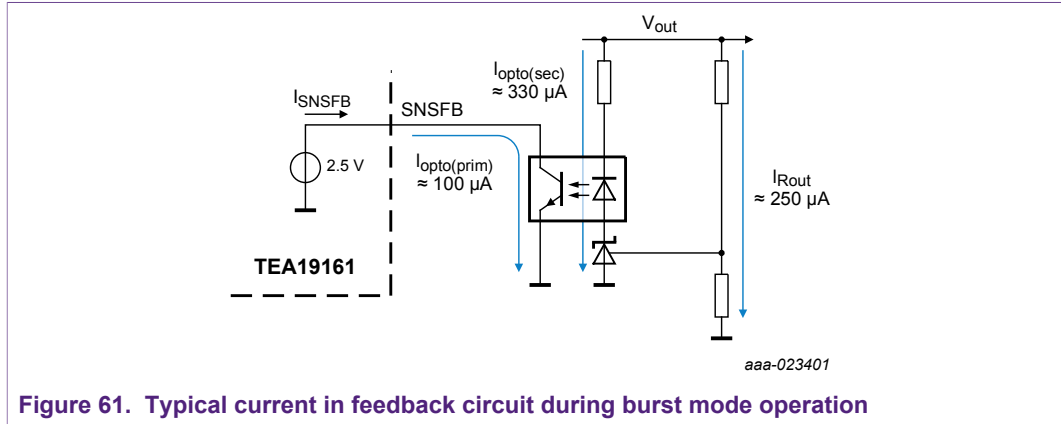 Vout
Iopto(sec)
≈ 330 µA
ISNSFB
SNSFB
2.5 V
Iopto(prim)
≈ 100 µA
IRout
≈ 250 µA
TEA19161
aaa-023401
Figure 61. Typical current in feedback circuit during burst mode operation